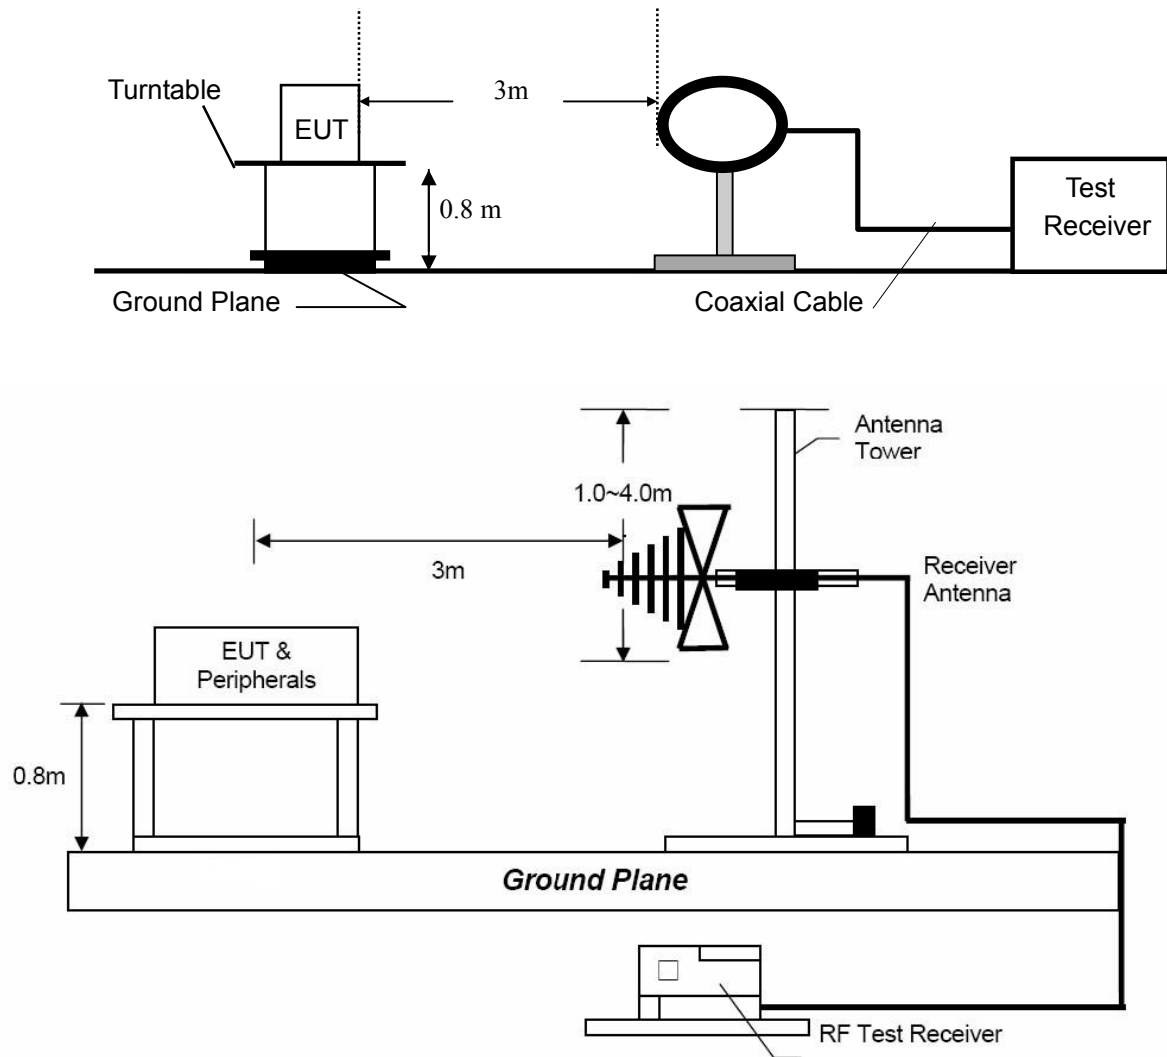 Turntable
EUT
3m
0.8 m
Test
Receiver
Ground Plane
Coaxial Cable
Antenna
Tower
1.0~4.0m
3m
Receiver
Antenna
EUT &
Peripherals
0.8m
Ground Plane
RF Test Receiver